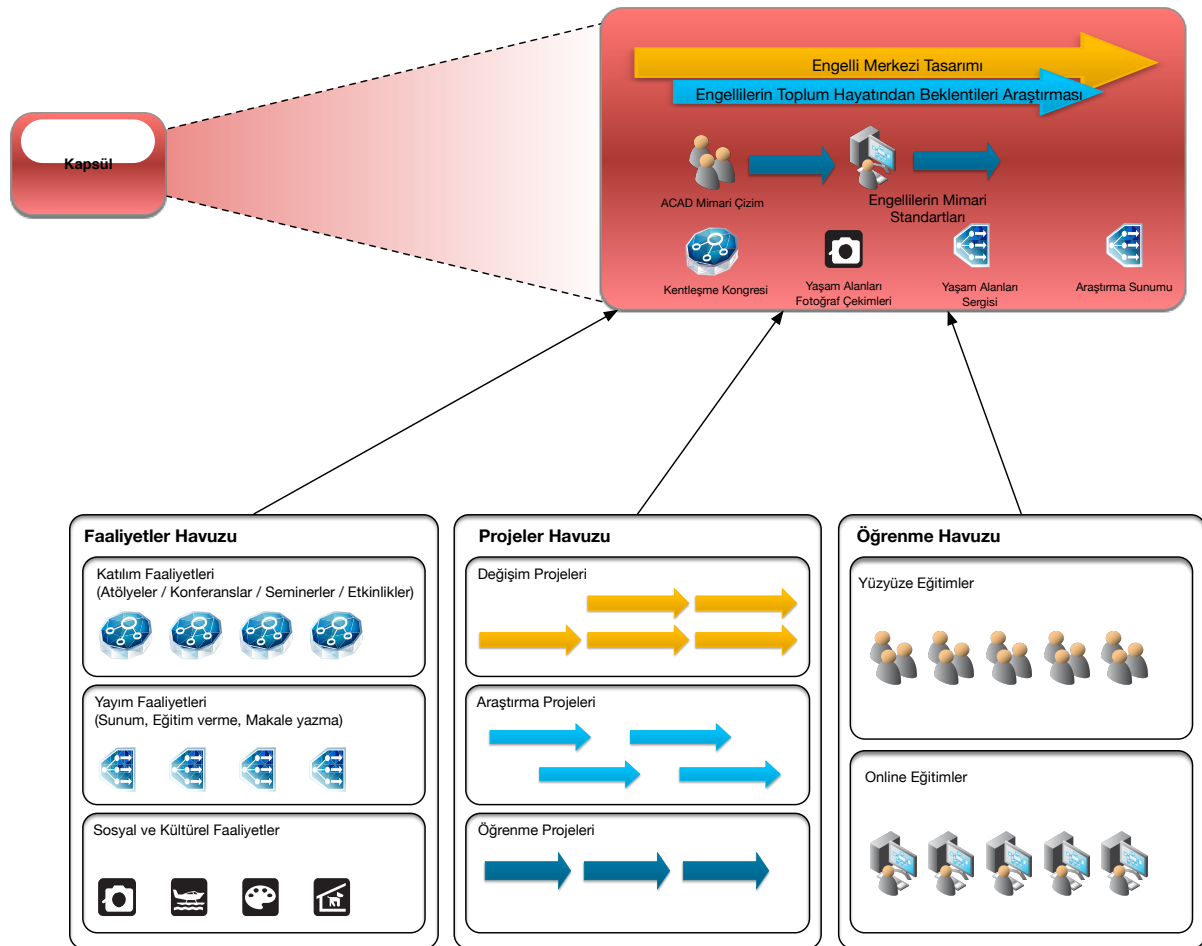 Engelli Merkezi Tasarımı
Engellilerin Toplum Hayatından Beklentileri Araştırması
Kapsül
ACAD Mimari Çizim
Engellilerin Mimari
Standartları
Kentleşme Kongresi
Yaşam Alanları
Fotoğraf Çekimleri
Yaşam Alanları
Sergisi
Araştırma Sunumu
Faaliyetler Havuzu
Katılım Faaliyetleri
(Atölyeler / Konferanslar / Seminerler / Etkinlikler)
Yayım Faaliyetleri
(Sunum, Eğitim verme, Makale yazma)
Sosyal ve Kültürel Faaliyetler
Projeler Havuzu
Değişim Projeleri
Araştırma Projeleri
Öğrenme Projeleri
Öğrenme Havuzu
Yüzyüze Eğitimler
Online Eğitimler